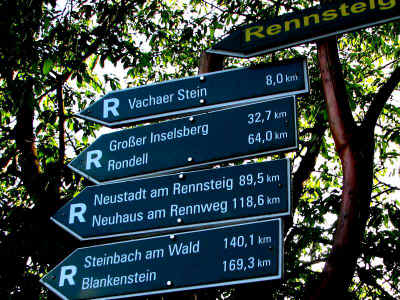 Rennsteig
R Vachaer Stein 8,0 km
R Großer Inselsberg 32,7 km
Rondell 64,0 km
R Neustadt am Rennsteig 89,5 km
Neuhaus am Rennweg 118,6 km
R Steinbach am Wald 140,1 km
Blankenstein 169,3 km